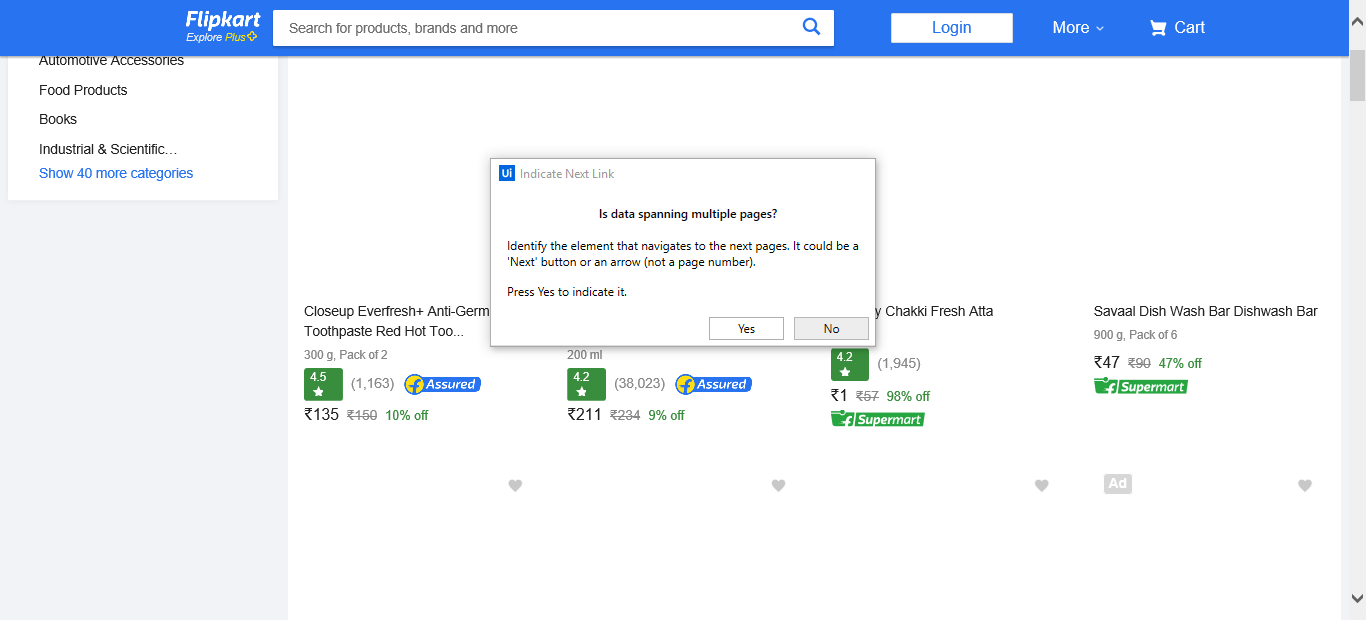 Flipkart
Explore Plus
Search for products, brands and more
Login
More
Cart
Automotive Accessories
Food Products
Books
Industrial & Scientific…
Show 40 more categories
Ui Indicate Next Link
Is data spanning multiple pages?
Identify the element that navigates to the next pages. It could be a
'Next' button or an arrow (not a page number).
Press Yes to indicate it.
Yes
No
Closeup Everfresh+ Anti-Germ
Toothpaste Red Hot Too...
300 g, Pack of 2
4.5
(1,163)
f Assured
₹135 ₹150 10% off
200 ml
4.2
(38,023)
f Assured
₹211 ₹234 9% off
y Chakki Fresh Atta
4.2
(1,945)
₹1 ₹57 98% off
f Supermart
Savaal Dish Wash Bar Dishwash Bar
900 g, Pack of 6
₹47 ₹90 47% off
f Supermart
Ad